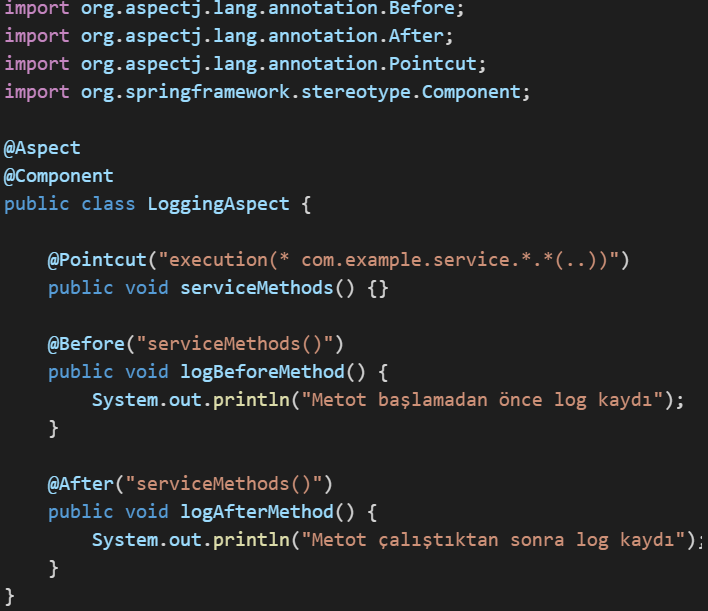 import org.aspectj.lang.annotation.Before;
import org.aspectj.lang.annotation.After;
import org.aspectj.lang.annotation.Pointcut;
import org.springframework.stereotype.Component;

@Aspect
@Component
public class LoggingAspect {

    @Pointcut("execution(* com.example.service.*.*(..))")
    public void serviceMethods() {}

    @Before("serviceMethods()")
    public void logBeforeMethod() {
        System.out.println("Metot başlamadan önce log kaydı");
    }

    @After("serviceMethods()")
    public void logAfterMethod() {
        System.out.println("Metot çalıştıktan sonra log kaydı");
    }
}